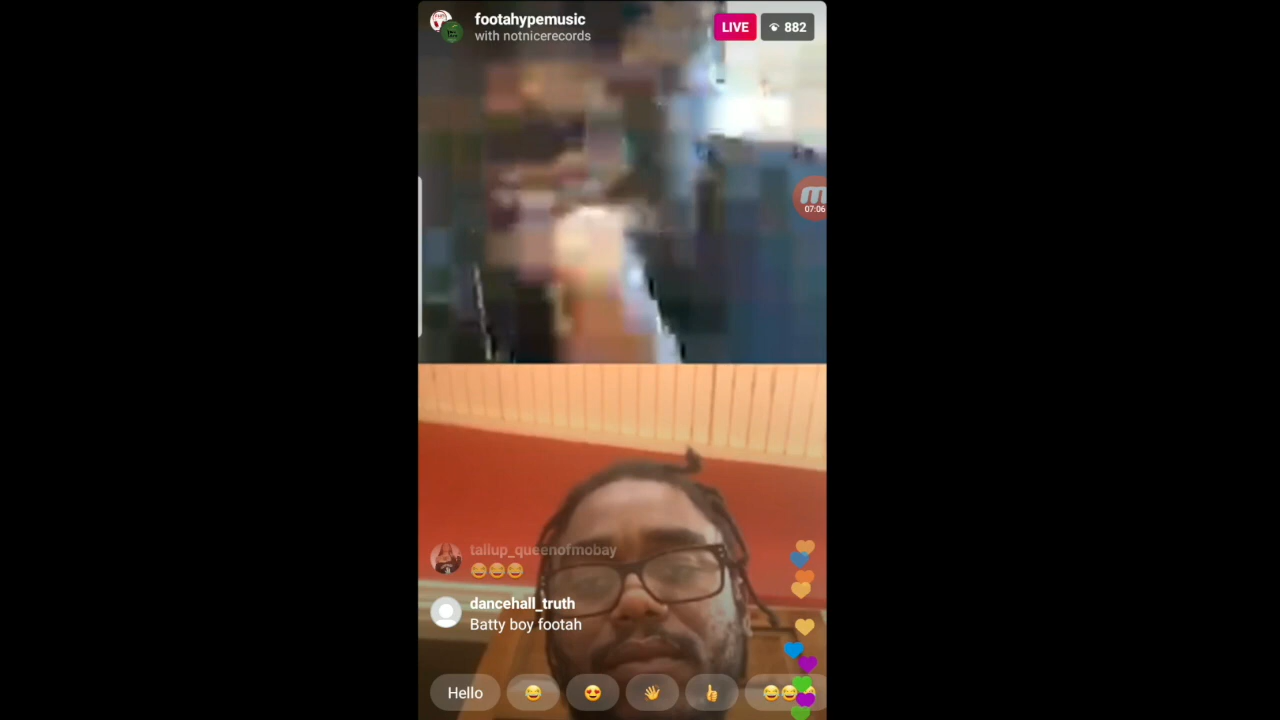 footahypemusic
with notnicerecords
LIVE
882
07:06
tallup_queenofmobay
😂😂😂
dancehall_truth
Batty boy footah
Hello